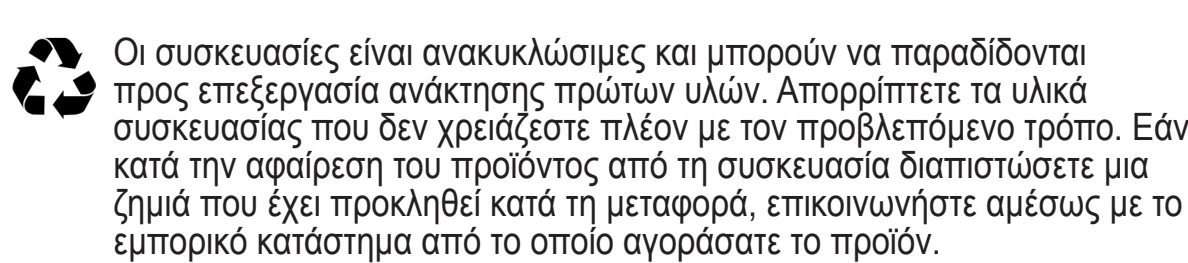 Οι συσκευασίες είναι ανακυκλώσιμες και μπορούν να παραδίδονται
προς επεξεργασία ανάκτησης πρώτων υλών. Απορρίπτετε τα υλικά
συσκευασίας που δεν χρειάζεστε πλέον με τον προβλεπόμενο τρόπο. Εάν
κατά την αφαίρεση του προϊόντος από τη συσκευασία διαπιστώσετε μια
ζημιά που έχει προκληθεί κατά τη μεταφορά, επικοινωνήστε αμέσως με το
εμπορικό κατάστημα από το οποίο αγοράσατε το προϊόν.